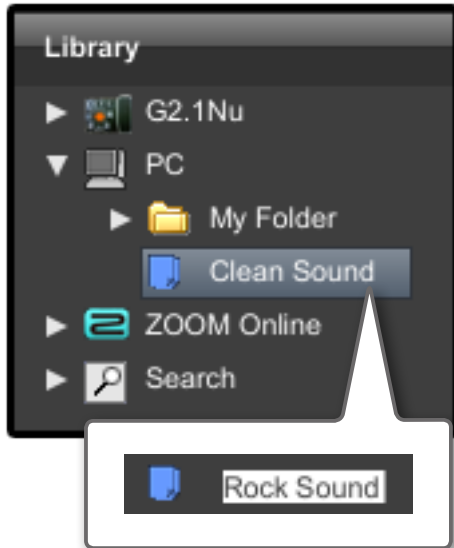 Library
G2.1Nu
PC
My Folder
Clean Sound
ZOOM Online
Search
Rock Sound